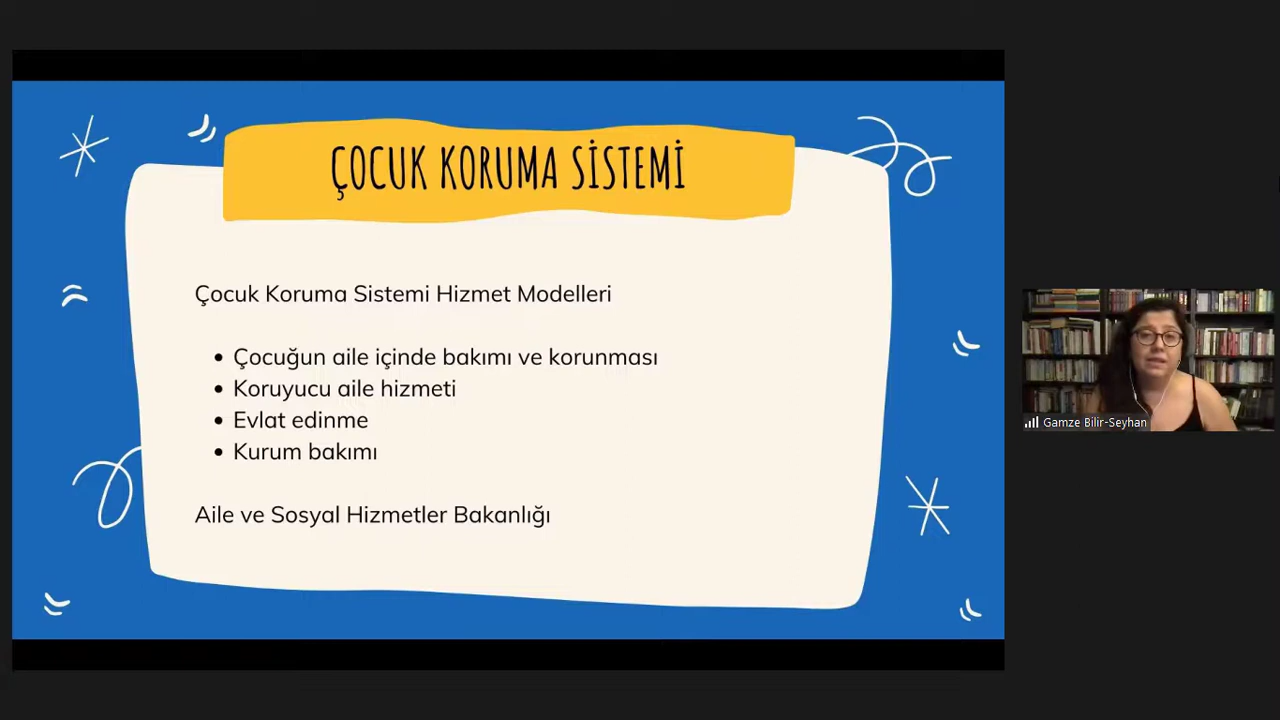 ÇOCUK KORUMA SİSTEMİ
Çocuk Koruma Sistemi Hizmet Modelleri
• Çocuğun aile içinde bakımı ve korunması
• Koruyucu aile hizmeti
• Evlat edinme
• Kurum bakımı
Aile ve Sosyal Hizmetler Bakanlığı
Gamze Bilir-Seyhan